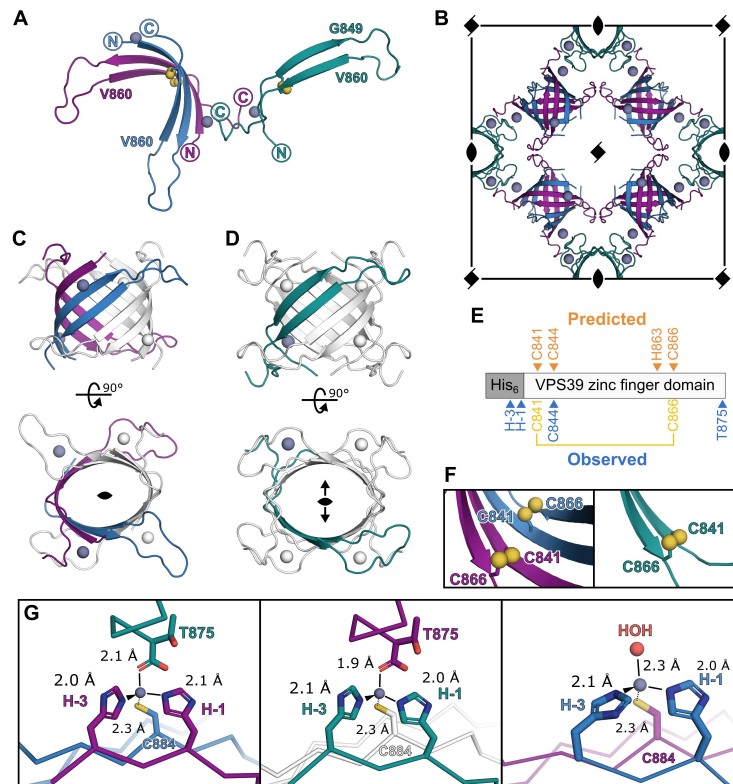 A
N
C
G849
V860
V860
V860
N
C
C
N
B
C
90°
D
90°
E
Predicted
C841
C844
H863
C866
His6
VPS39 zinc finger domain
H-3
H-1
C841
C844
C866
T875
Observed
F
C841
C866
C866
C841
C841
C866
G
T875
2.1 Å
2.0 Å
2.1 Å
H-3
H-1
2.3 Å
C884
T875
1.9 Å
2.1 Å
2.0 Å
H-3
H-1
2.3 Å
C884
HOH
2.3 Å
2.0 Å
2.1 Å
H-3
H-1
2.3 Å
C884